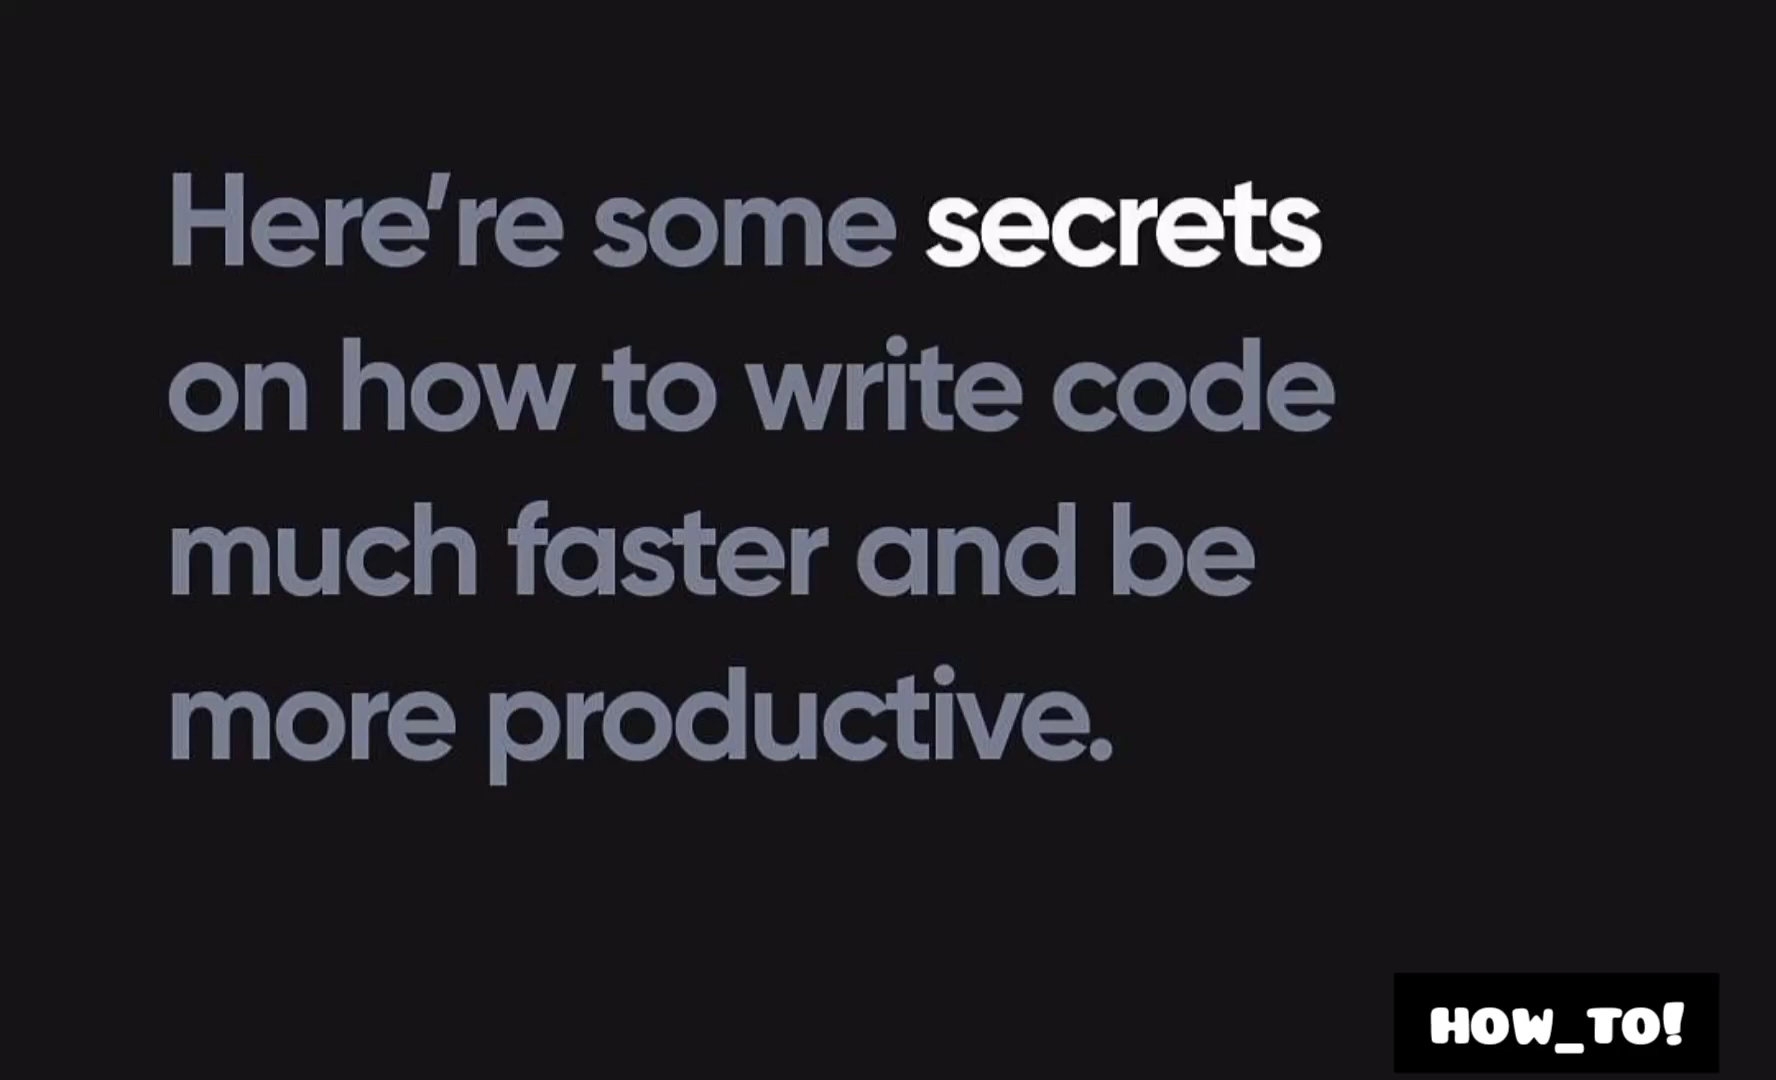 Here’re some secrets
on how to write code
much faster and be
more productive.
HOW_TO!